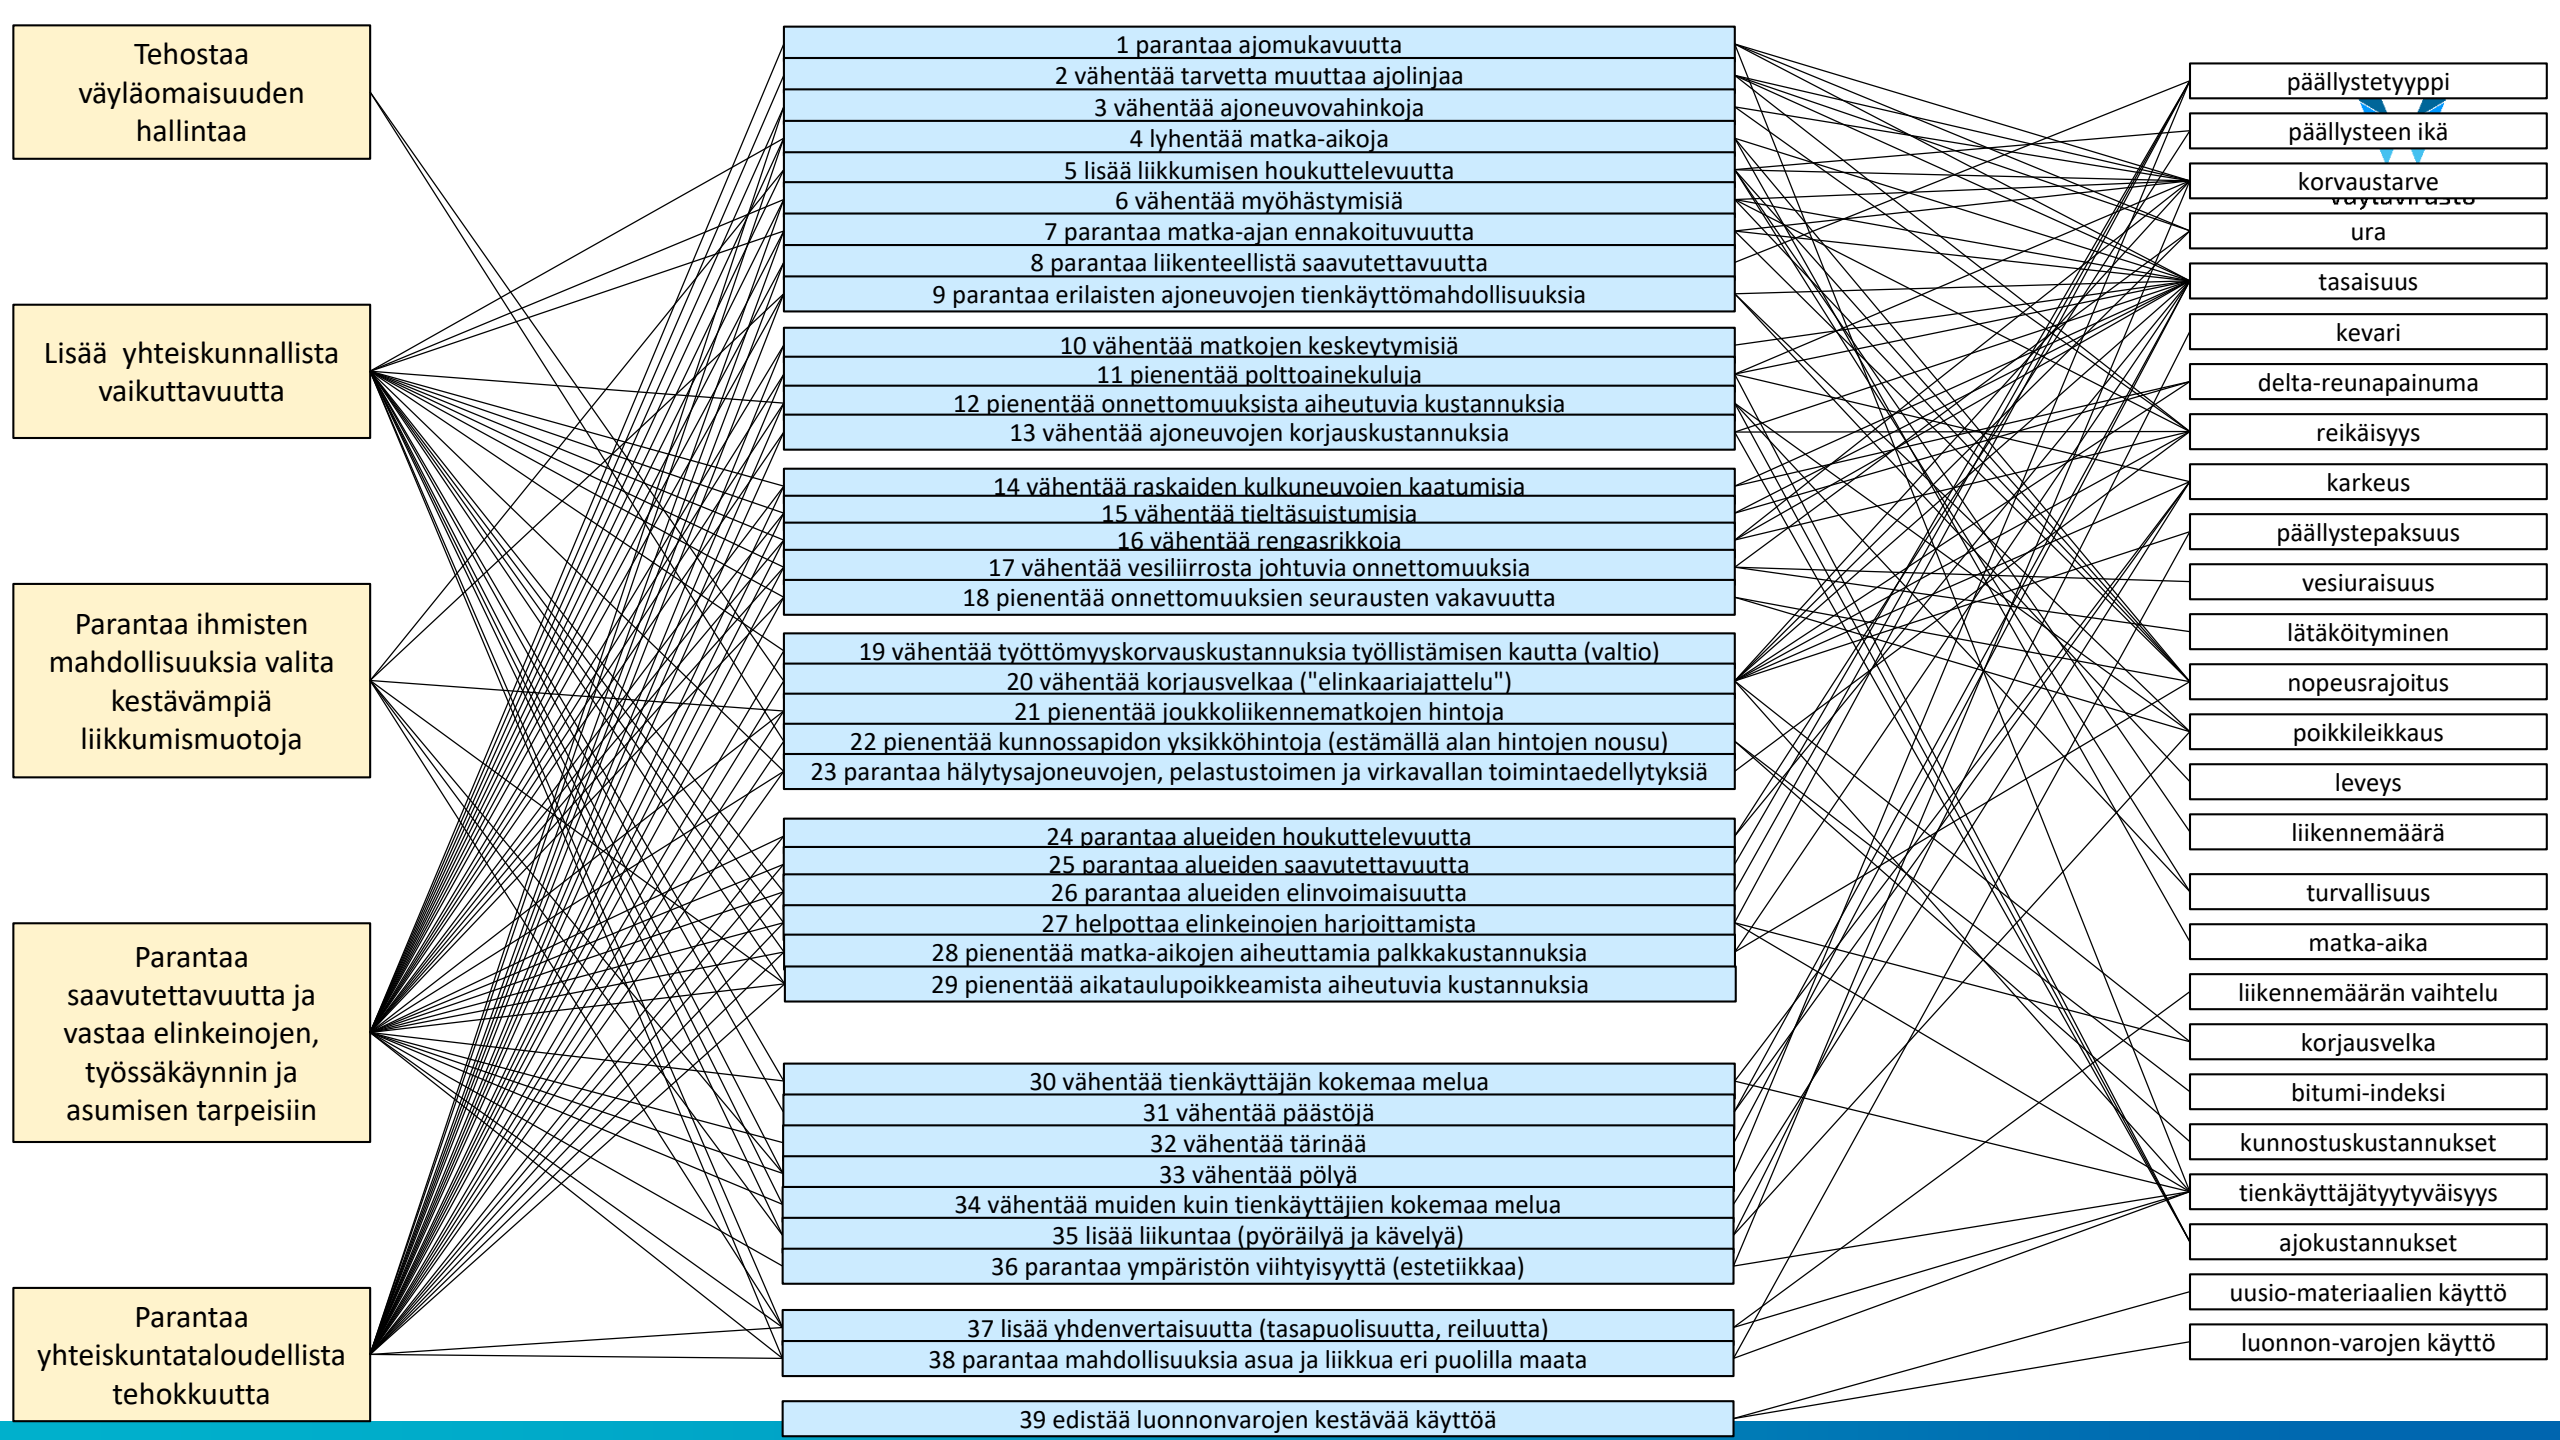 Tehostaa
väyläomaisuuden
hallintaa
Lisää yhteiskunnallista
vaikuttavuutta
Parantaa ihmisten
mahdollisuuksia valita
kestävämpiä
liikkumismuotoja
Parantaa
saavutettavuutta ja
vastaa elinkeinojen,
työssäkäynnin ja
asumisen tarpeisiin
Parantaa
yhteiskuntataloudellista
tehokkuutta
1 parantaa ajomukavuutta
2 vähentää tarvetta muuttaa ajolinjaa
3 vähentää ajoneuvovahinkoja
4 lyhentää matka-aikoja
5 lisää liikkumisen houkuttelevuutta
6 vähentää myöhästymisiä
7 parantaa matka-ajan ennakoituvuutta
8 parantaa liikenteellistä saavutettavuutta
9 parantaa erilaisten ajoneuvojen tienkäyttömahdollisuuksia
10 vähentää matkojen keskeytymisiä
11 pienentää polttoainekuluja
12 pienentää onnettomuuksista aiheutuvia kustannuksia
13 vähentää ajoneuvojen korjauskustannuksia
14 vähentää raskaiden kulkuneuvojen kaatumisia
15 vähentää tieltäsuistumisia
16 vähentää rengasrikkoja
17 vähentää vesiliirrosta johtuvia onnettomuuksia
18 pienentää onnettomuuksien seurausten vakavuutta
19 vähentää työttömyyskorvauskustannuksia työllistämisen kautta (valtio)
20 vähentää korjausvelkaa ("elinkaariajattelu")
21 pienentää joukkoliikennematkojen hintoja
22 pienentää kunnossapidon yksikköhintoja (estämällä alan hintojen nousu)
23 parantaa hälytysajoneuvojen, pelastustoimen ja virkavallan toimintaedellytyksiä
24 parantaa alueiden houkuttelevuutta
25 parantaa alueiden saavutettavuutta
26 parantaa alueiden elinvoimaisuutta
27 helpottaa elinkeinojen harjoittamista
28 pienentää matka-aikojen aiheuttamia palkkakustannuksia
29 pienentää aikataulupoikkeamista aiheutuvia kustannuksia
30 vähentää tienkäyttäjän kokemaa melua
31 vähentää päästöjä
32 vähentää tärinää
33 vähentää pölyä
34 vähentää muiden kuin tienkäyttäjien kokemaa melua
35 lisää liikuntaa (pyöräilyä ja kävelyä)
36 parantaa ympäristön viihtyisyyttä (estetiikkaa)
37 lisää yhdenvertaisuutta (tasapuolisuutta, reiluutta)
38 parantaa mahdollisuuksia asua ja liikkua eri puolilla maata
39 edistää luonnonvarojen kestävää käyttöä
päällystetyyppi
päällysteen ikä
korvaustarve
väylävirasto
ura
tasaisuus
kevari
delta-reunapainuma
reikäisyys
karkeus
päällystepaksuus
vesiuraisuus
lätäköityminen
nopeusrajoitus
poikkileikkaus
leveys
liikennemäärä
turvallisuus
matka-aika
liikennemäärän vaihtelu
korjausvelka
bitumi-indeksi
kunnostuskustannukset
tienkäyttäjätyytyväisyys
ajokustannukset
uusio-materiaalien käyttö
luonnon-varojen käyttö